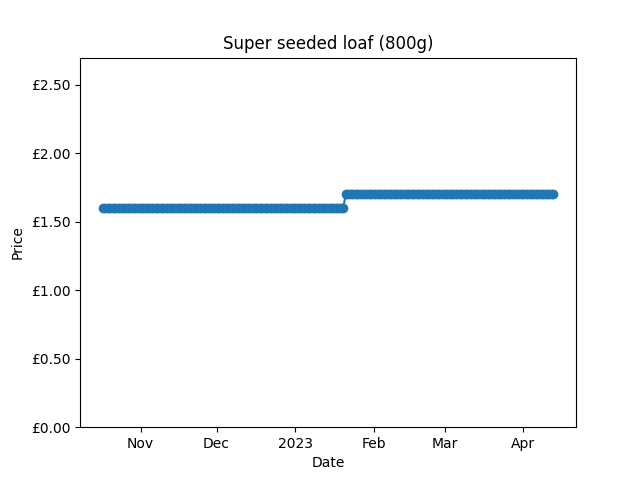 Super seeded loaf (800g)
£2.50
£2.00
£1.50
£1.00
£0.50
£0.00
Price
Nov Dec 2023 Feb Mar Apr
Date